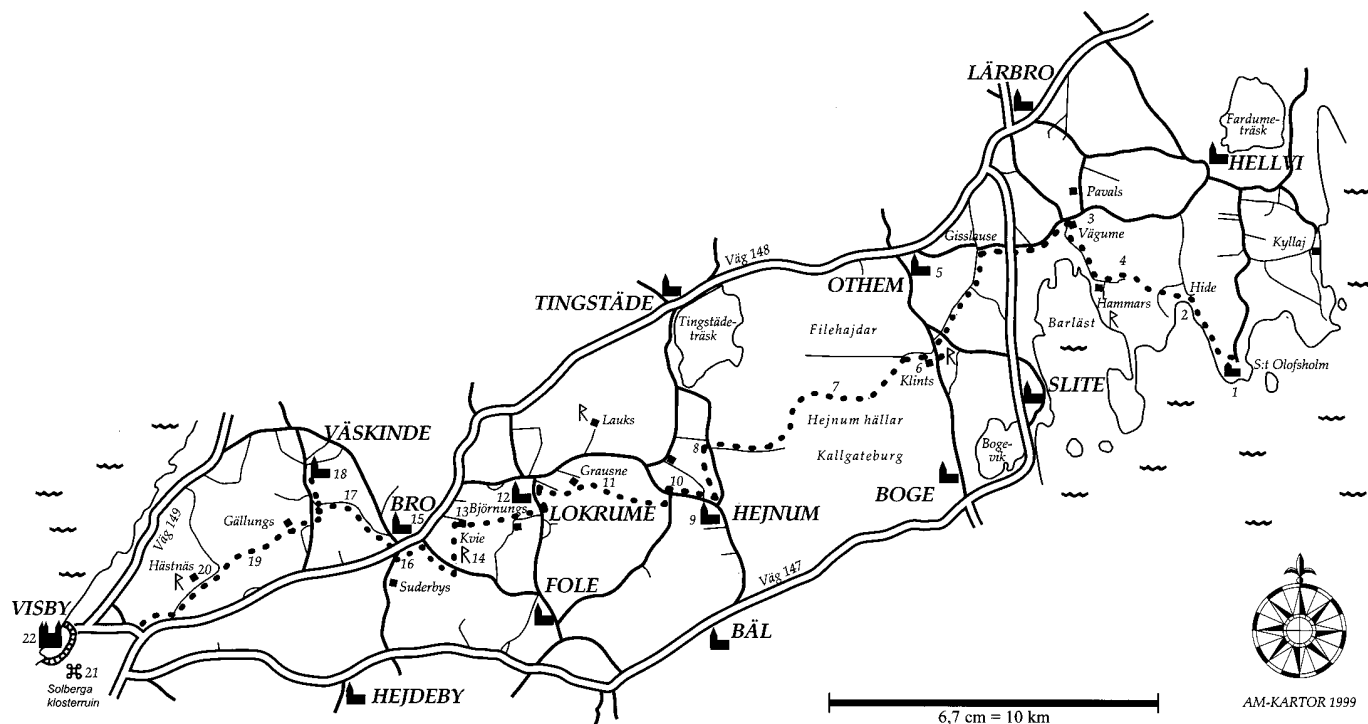 LÄRBRO
Fardume-
träsk
HELLVI
Pavals
3
Vägume
Gisslause
Kyllaj
Väg 148
OTHEM
5
4
Hammars
R
Hide
2
TINGSTÄDE
Tingstäde-
träsk
Filehajdar
Barläst
S:t Olofsholm
1
6
Klints
R
7
SLITE
Hejnum hällar
Kallgateburg
R
Lauks
Boge-
vik
VÄSKINDE
18
8
BOGE
Grausne
11
10
17
BRO
15
12
13
Björnungs
LOKRUME
9
HEJNUM
Väg 149
Gällungs
Kvie
R
14
19
16
Hästnäs
20
R
Suderbys
Väg 147
VISBY
22
FOLE
BÄL
21
Solberga
klosterruin
HEJDEBY
6,7 cm = 10 km
AM-KARTOR 1999